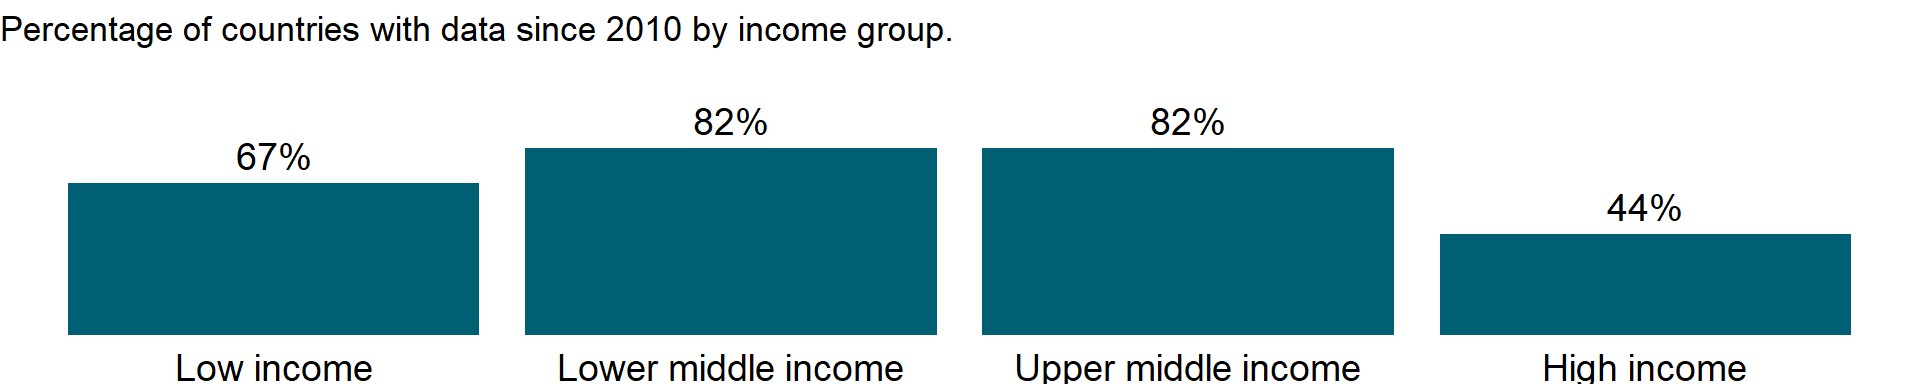 Percentage of countries with data since 2010 by income group.
67%
82%
82%
44%
Low income
Lower middle income
Upper middle income
High income